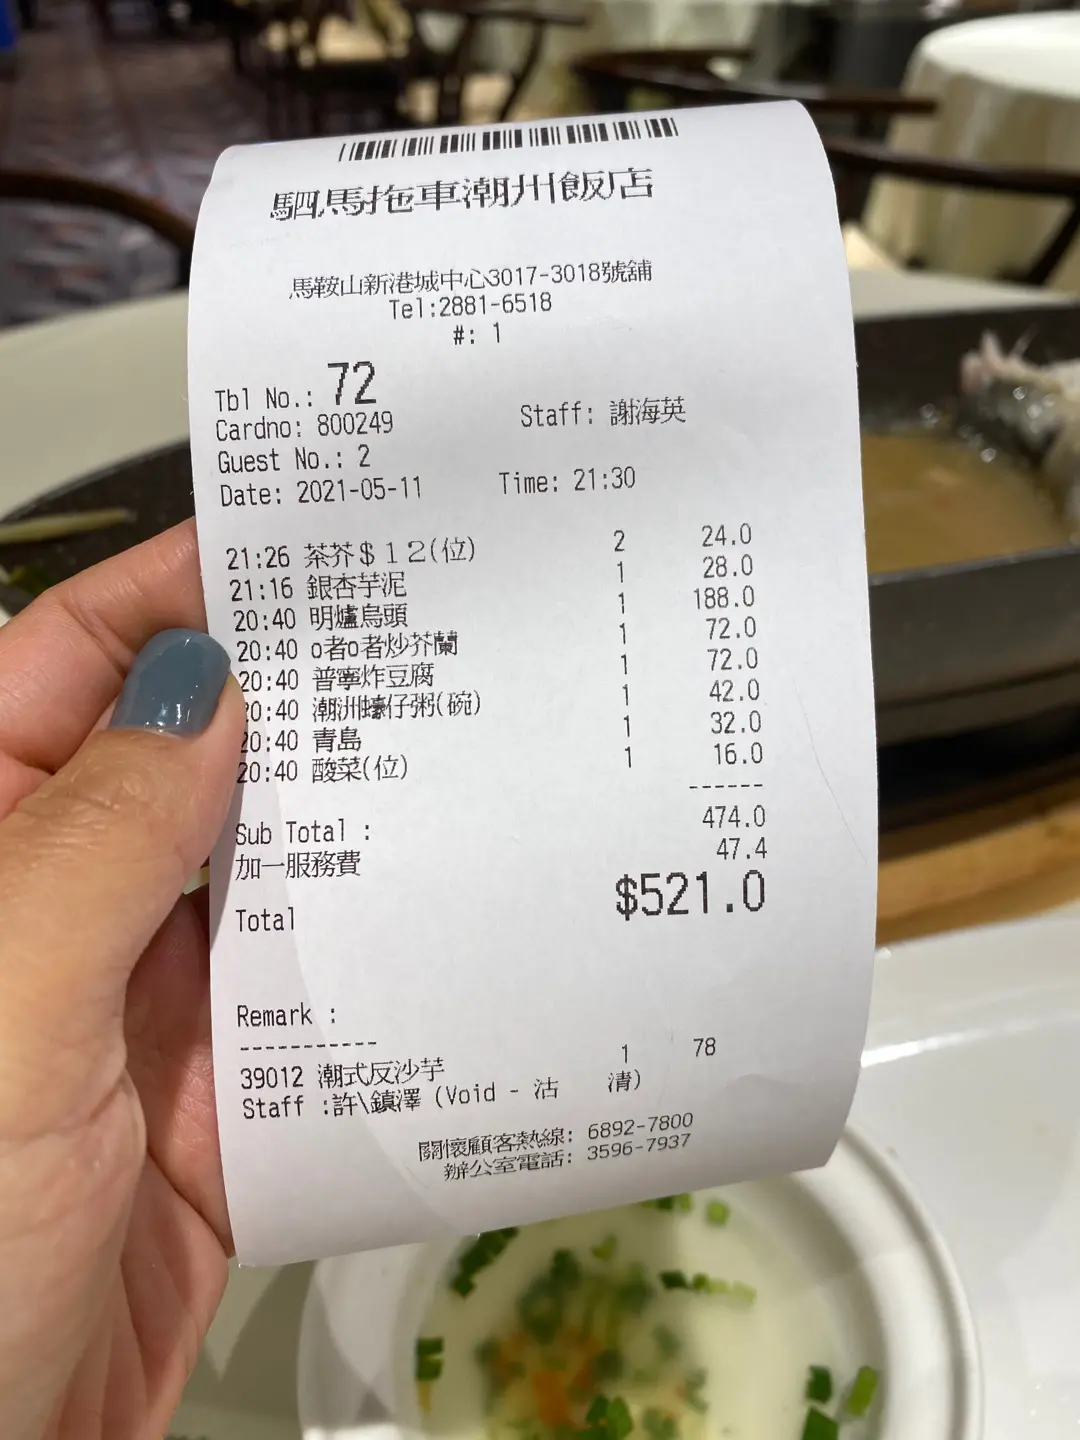 駟馬拖車潮州飯店
馬鞍山新港城中心3017-3018號舖
Tel:2881-6518
#: 1
Tbl No.: 72
Cardno: 800249 Staff: 謝海英
Guest No.: 2
Date: 2021-05-11 Time: 21:30
21:26 茶芥$12(位) 2 24.0
21:16 銀杏芋泥 1 28.0
20:40 明爐烏頭 1 188.0
20:40 o者o者炒芥蘭 1 72.0
20:40 普寧炸豆腐 1 72.0
20:40 潮洲蠔仔粥(碗) 1 42.0
20:40 青島 1 32.0
20:40 酸菜(位) 1 16.0
------
Sub Total : 474.0
加一服務費 47.4
Total $521.0
Remark :
-----------
39012 潮式反沙芋 1 78
Staff :許\鎮澤 (Void - 沽 清)
關懷顧客熱線: 6892-7800
辦公室電話: 3596-7937